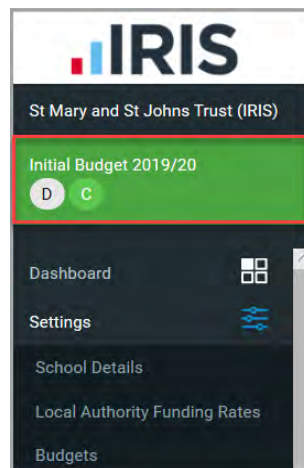 IRIS
St Mary and St Johns Trust (IRIS)
Initial Budget 2019/20
D C
Dashboard
Settings
School Details
Local Authority Funding Rates
Budgets